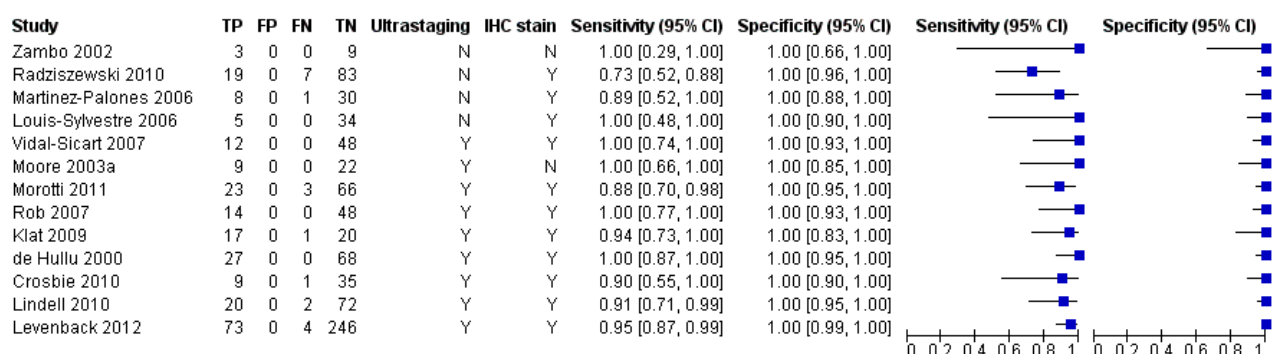 Study TP FP FN TN Ultrastaging IHC stain Sensitivity (95% CI) Specificity (95% CI) Sensitivity (95% CI) Specificity (95% CI)
Zambo 2002 3 0 0 9 N N 1.00 [0.29, 1.00] 1.00 [0.66, 1.00]
Radziszewski 2010 19 0 7 83 N Y 0.73 [0.52, 0.88] 1.00 [0.96, 1.00]
Martinez-Palones 2006 8 0 1 30 N Y 0.89 [0.52, 1.00] 1.00 [0.88, 1.00]
Louis-Sylvestre 2006 5 0 0 34 N Y 1.00 [0.48, 1.00] 1.00 [0.90, 1.00]
Vidal-Sicart 2007 12 0 0 48 Y Y 1.00 [0.74, 1.00] 1.00 [0.93, 1.00]
Moore 2003a 9 0 0 22 Y N 1.00 [0.66, 1.00] 1.00 [0.85, 1.00]
Morotti 2011 23 0 3 66 Y Y 0.88 [0.70, 0.98] 1.00 [0.95, 1.00]
Rob 2007 14 0 0 48 Y Y 1.00 [0.77, 1.00] 1.00 [0.93, 1.00]
Klat 2009 17 0 1 20 Y Y 0.94 [0.73, 1.00] 1.00 [0.83, 1.00]
de Hullu 2000 27 0 0 68 Y Y 1.00 [0.87, 1.00] 1.00 [0.95, 1.00]
Crosbie 2010 9 0 1 35 Y Y 0.90 [0.55, 1.00] 1.00 [0.90, 1.00]
Lindell 2010 20 0 2 72 Y Y 0.91 [0.71, 0.99] 1.00 [0.95, 1.00]
Levenback 2012 73 0 4 246 Y Y 0.95 [0.87, 0.99] 1.00 [0.99, 1.00]
0 0.2 0.4 0.6 0.8 1 0 0.2 0.4 0.6 0.8 1